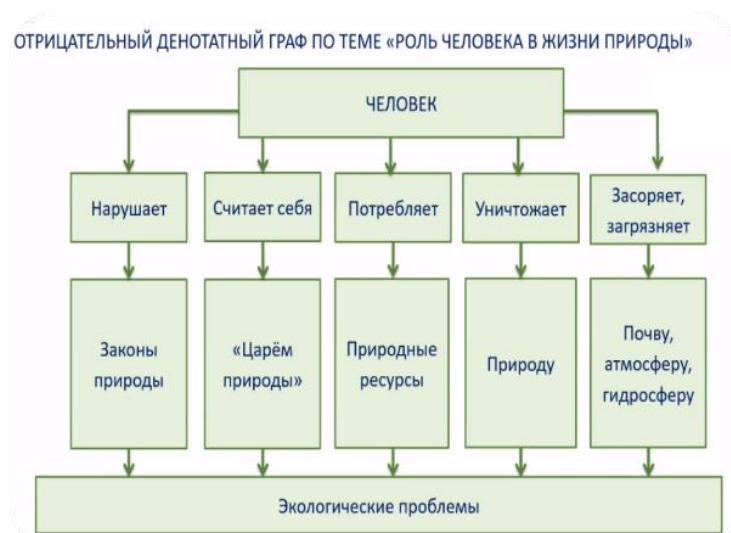 ОТРИЦАТЕЛЬНЫЙ ДЕНОТАТНЫЙ ГРАФ ПО ТЕМЕ «РОЛЬ ЧЕЛОВЕКА В ЖИЗНИ ПРИРОДЫ»
ЧЕЛОВЕК
Нарушает
Считает себя
Потребляет
Уничтожает
Засоряет,
загрязняет
Законы
природы
«Царём
природы»
Природные
ресурсы
Природу
Почву,
атмосферу,
гидросферу
Экологические проблемы